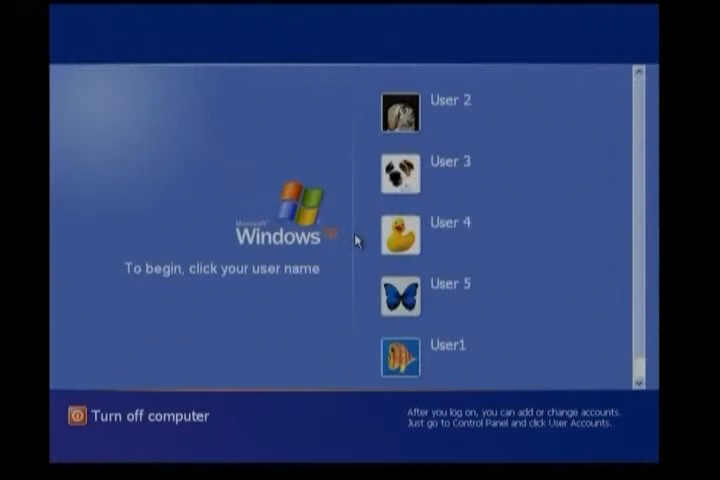 User 2
User 3
User 4
Microsoft
Windows xp
To begin, click your user name
User 5
User1
Turn off computer
After you log on, you can add or change accounts.
Just go to Control Panel and click User Accounts.